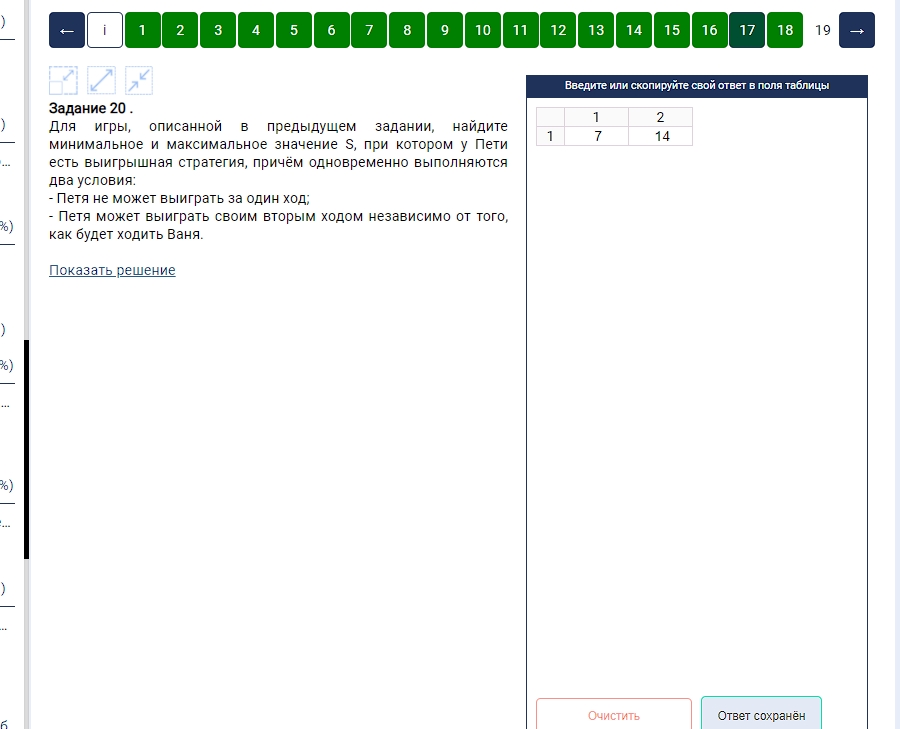 ← i 1 2 3 4 5 6 7 8 9 10 11 12 13 14 15 16 17 18 19 →
)
)
...
%)
)
%)
...
%)
...
)
...
б
Задание 20 .
Для игры, описанной в предыдущем задании, найдите
минимальное и максимальное значение S, при котором у Пети
есть выигрышная стратегия, причём одновременно выполняются
два условия:
- Петя не может выиграть за один ход;
- Петя может выиграть своим вторым ходом независимо от того,
как будет ходить Ваня.
Показать решение
Введите или скопируйте свой ответ в поля таблицы
1 2
1 7 14
Очистить Ответ сохранён